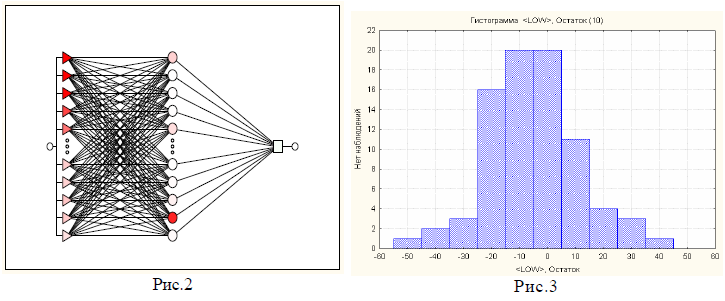 Гистограмма <LOW>, Остаток (10)
22
20
18
16
14
12
10
8
6
4
2
0
Нет наблюдений
-60 -50 -40 -30 -20 -10 0 10 20 30 40 50 60
<LOW>, Остаток
Рис.2
Рис.3